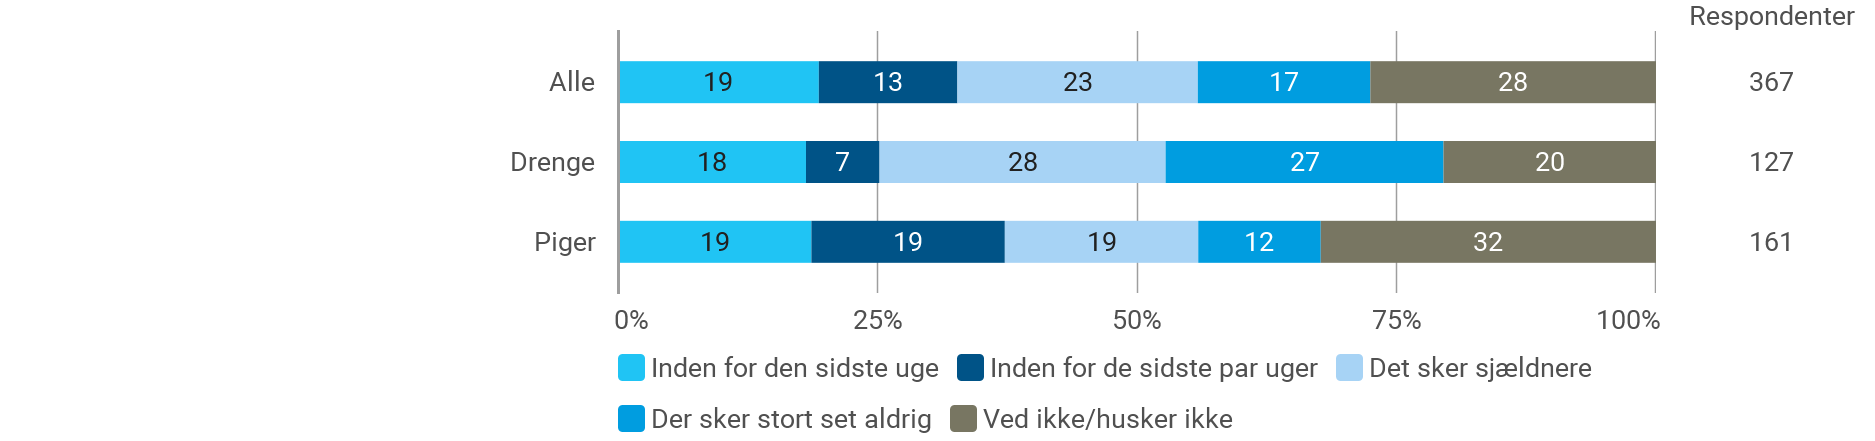 Respondenter
Alle 19 13 23 17 28 367
Drenge 18 7 28 27 20 127
Piger 19 19 19 12 32 161
0% 25% 50% 75% 100%
Inden for den sidste uge Inden for de sidste par uger Det sker sjældnere
Der sker stort set aldrig Ved ikke/husker ikke